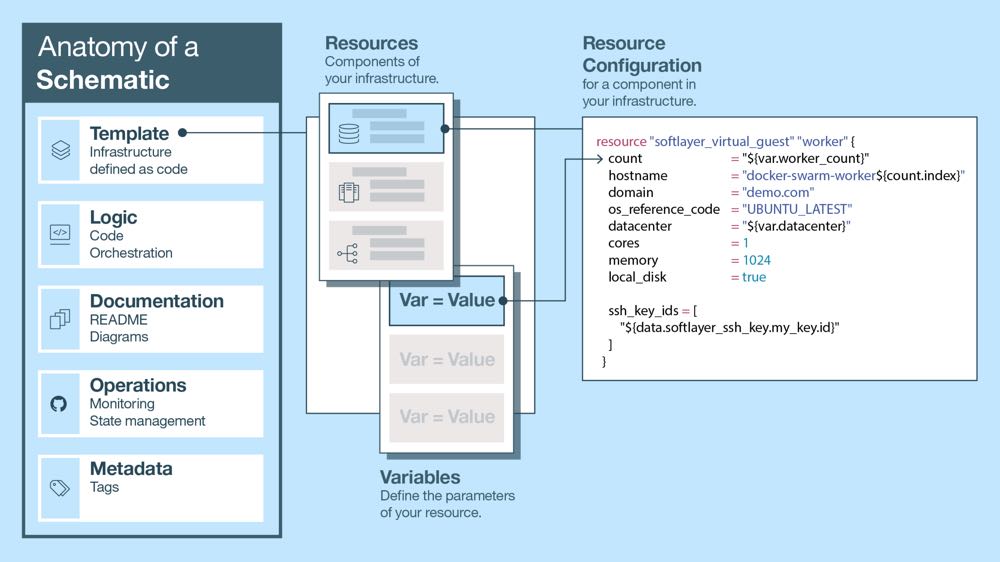 Anatomy of a
Schematic
Template
Infrastructure
defined as code
Logic
Code
Orchestration
Documentation
README
Diagrams
Operations
Monitoring
State management
Metadata
Tags
Resources
Components of
your infrastructure.
Var = Value
Var = Value
Var = Value
Variables
Define the parameters
of your resource.
Resource
Configuration
for a component in
your infrastructure.
resource "softlayer_virtual_guest" "worker" {
count = "${var.worker_count}"
hostname = "docker-swarm-worker${count.index}"
domain = "demo.com"
os_reference_code = "UBUNTU_LATEST"
datacenter = "${var.datacenter}"
cores = 1
memory = 1024
local_disk = true
ssh_key_ids = [
"${data.softlayer_ssh_key.my_key.id}"
]
}